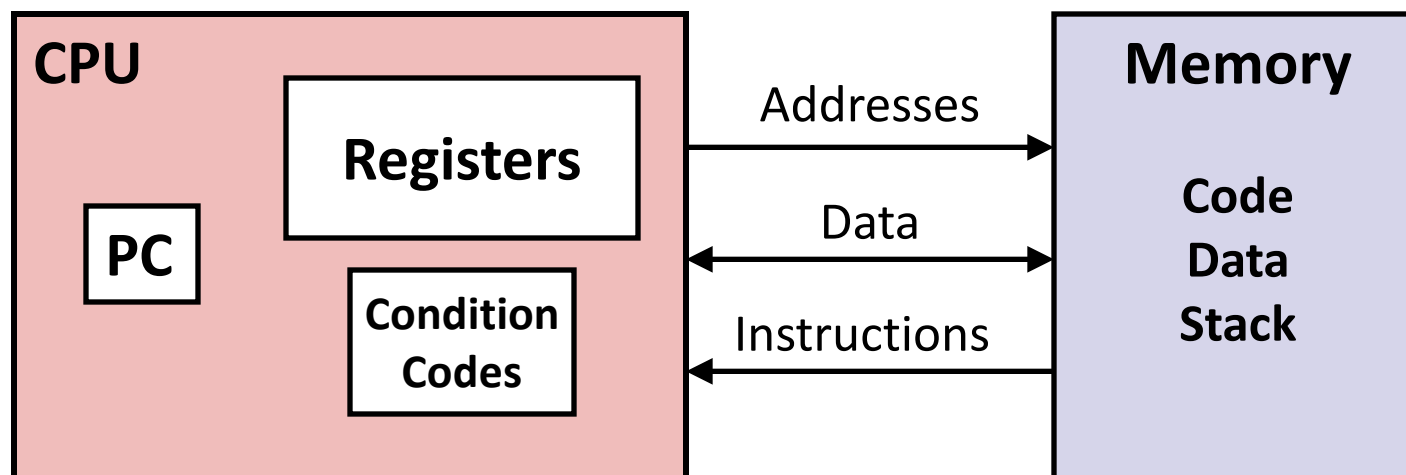 CPU
Registers
PC
Condition
Codes
Addresses
Data
Instructions
Memory
Code
Data
Stack